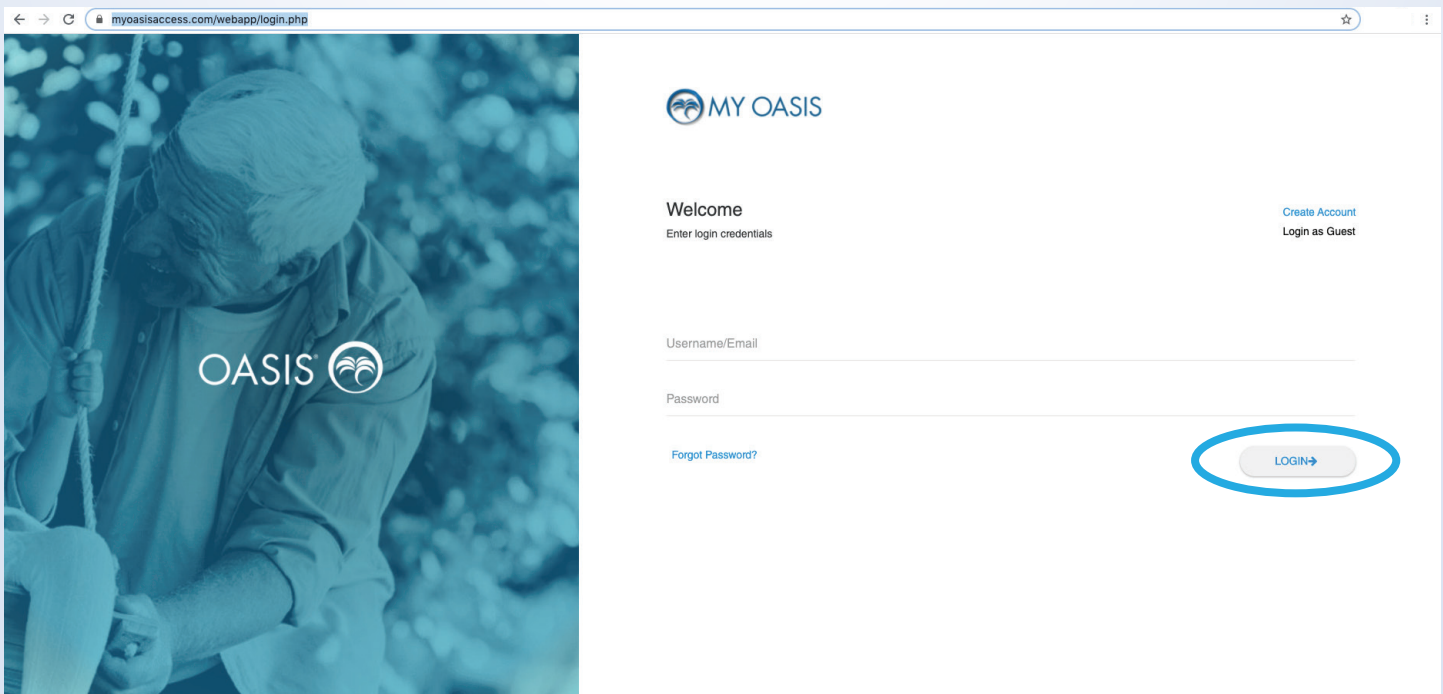 myoasisaccess.com/webapp/login.php
OASIS
MY OASIS
Welcome
Create Account
Enter login credentials
Login as Guest
Username/Email
Password
Forgot Password?
LOGIN→